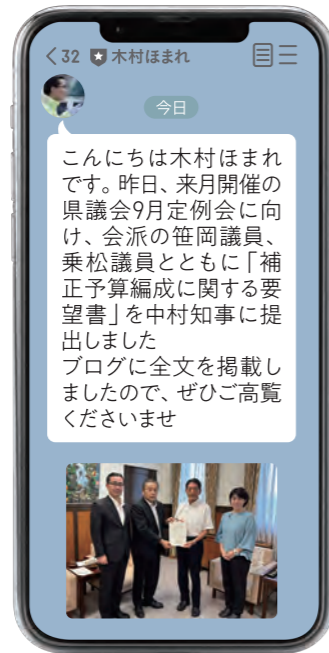 32 木村ほまれ
今日
こんにちは木村ほまれ
です。昨日、来月開催の
県議会9月定例会に向
け、会派の笹岡議員、
乗松議員とともに「補
正予算編成に関する要
望書」を中村知事に提
出しました
ブログに全文を掲載し
ましたので、ぜひご高覧
くださいませ